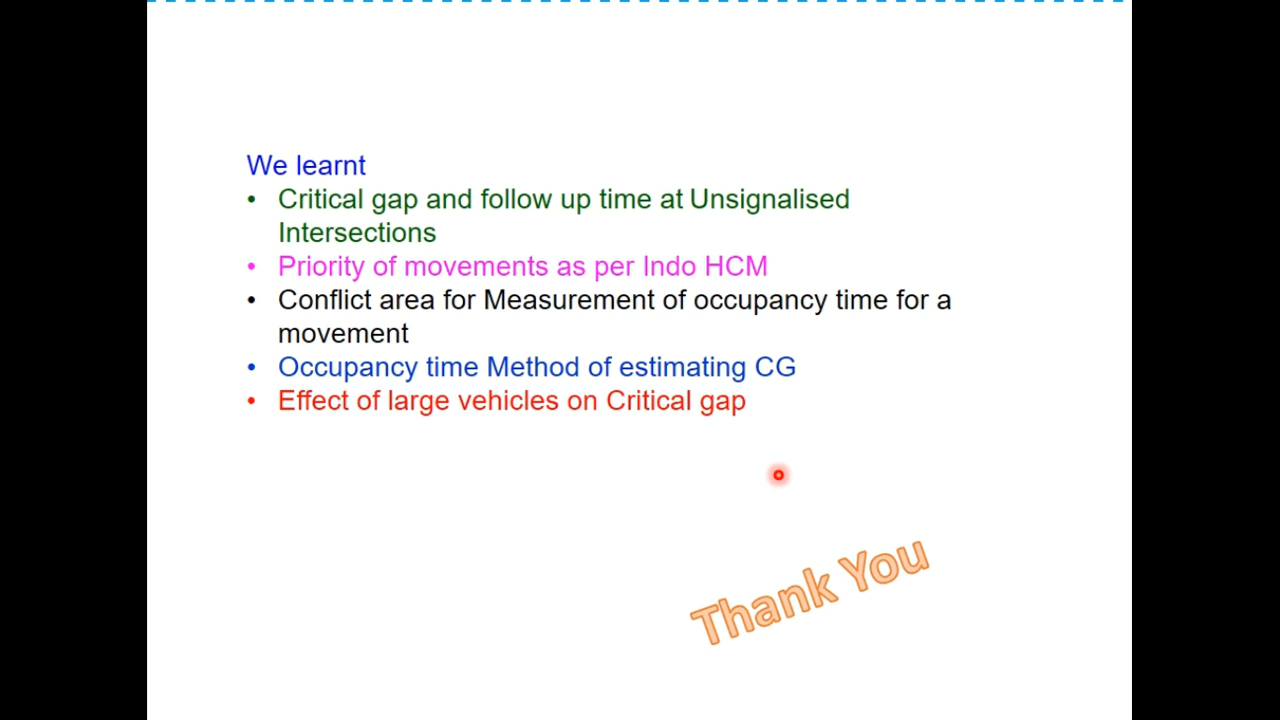 We learnt
• Critical gap and follow up time at Unsignalised
Intersections
• Priority of movements as per Indo HCM
• Conflict area for Measurement of occupancy time for a
movement
• Occupancy time Method of estimating CG
• Effect of large vehicles on Critical gap
Thank You